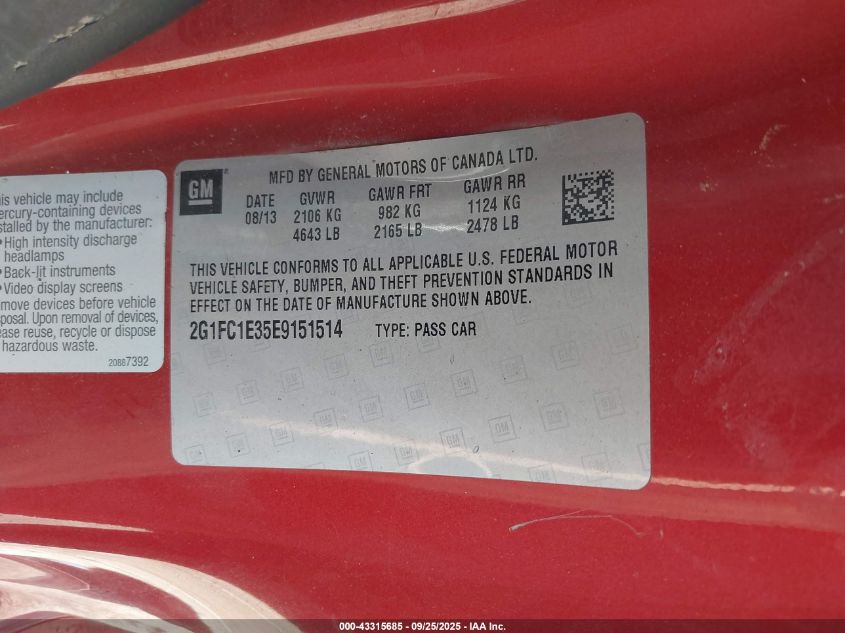 his vehicle may include
ercury-containing devices
stalled by the manufacturer:
• High intensity discharge
headlamps
• Back-lit instruments
• Video display screens
move devices before vehicle
posal. Upon removal of devices,
ease reuse, recycle or dispose
hazardous waste.
20887392
GM
MFD BY GENERAL MOTORS OF CANADA LTD.
DATE GVWR GAWR FRT GAWR RR
08/13 2106 KG 982 KG 1124 KG
4643 LB 2165 LB 2478 LB
THIS VEHICLE CONFORMS TO ALL APPLICABLE U.S. FEDERAL MOTOR
VEHICLE SAFETY, BUMPER, AND THEFT PREVENTION STANDARDS IN
EFFECT ON THE DATE OF MANUFACTURE SHOWN ABOVE.
2G1FC1E35E9151514 TYPE: PASS CAR
000-43315685 - 09/25/2025 - IAA Inc.